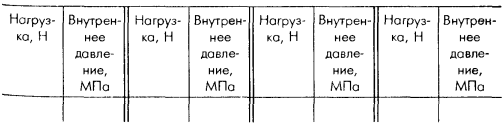 Нагруз- Внутрен- Нагруз- Внутрен- Нагруз- Внутрен- Нагруз- Внутрен-
ка, Н нее ка, Н нее ка, Н нее ка, Н нее
давле- давле- давле- давле-
ние, ние, ние, ние,
МПа МПа МПа МПа